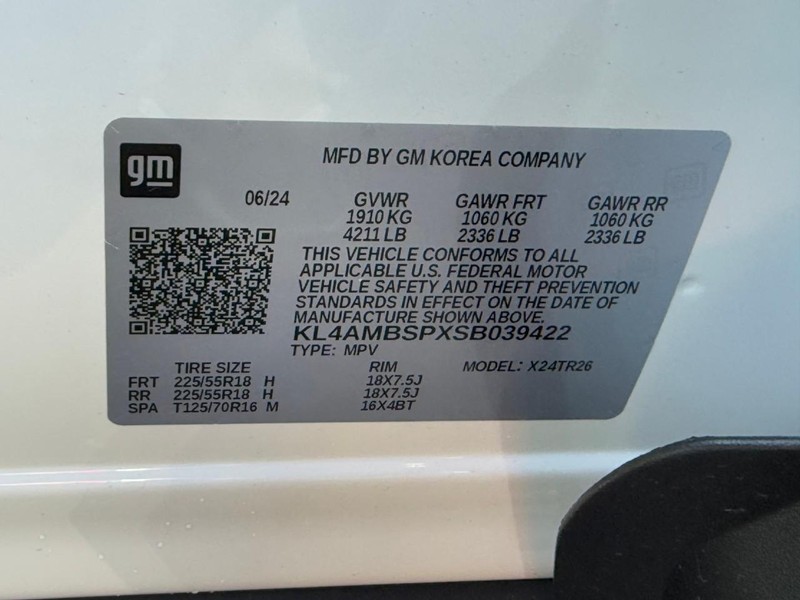 gm
MFD BY GM KOREA COMPANY
06/24 GVWR GAWR FRT GAWR RR
1910 KG 1060 KG 1060 KG
4211 LB 2336 LB 2336 LB
THIS VEHICLE CONFORMS TO ALL
APPLICABLE U.S. FEDERAL MOTOR
VEHICLE SAFETY AND THEFT PREVENTION
STANDARDS IN EFFECT ON THE DATE OF
MANUFACTURE SHOWN ABOVE.
KL4AMBSPXSB039422
TYPE: MPV
TIRE SIZE RIM MODEL: X24TR26
FRT 225/55R18 H 18X7.5J
RR 225/55R18 H 18X7.5J
SPA T125/70R16 M 16X4BT